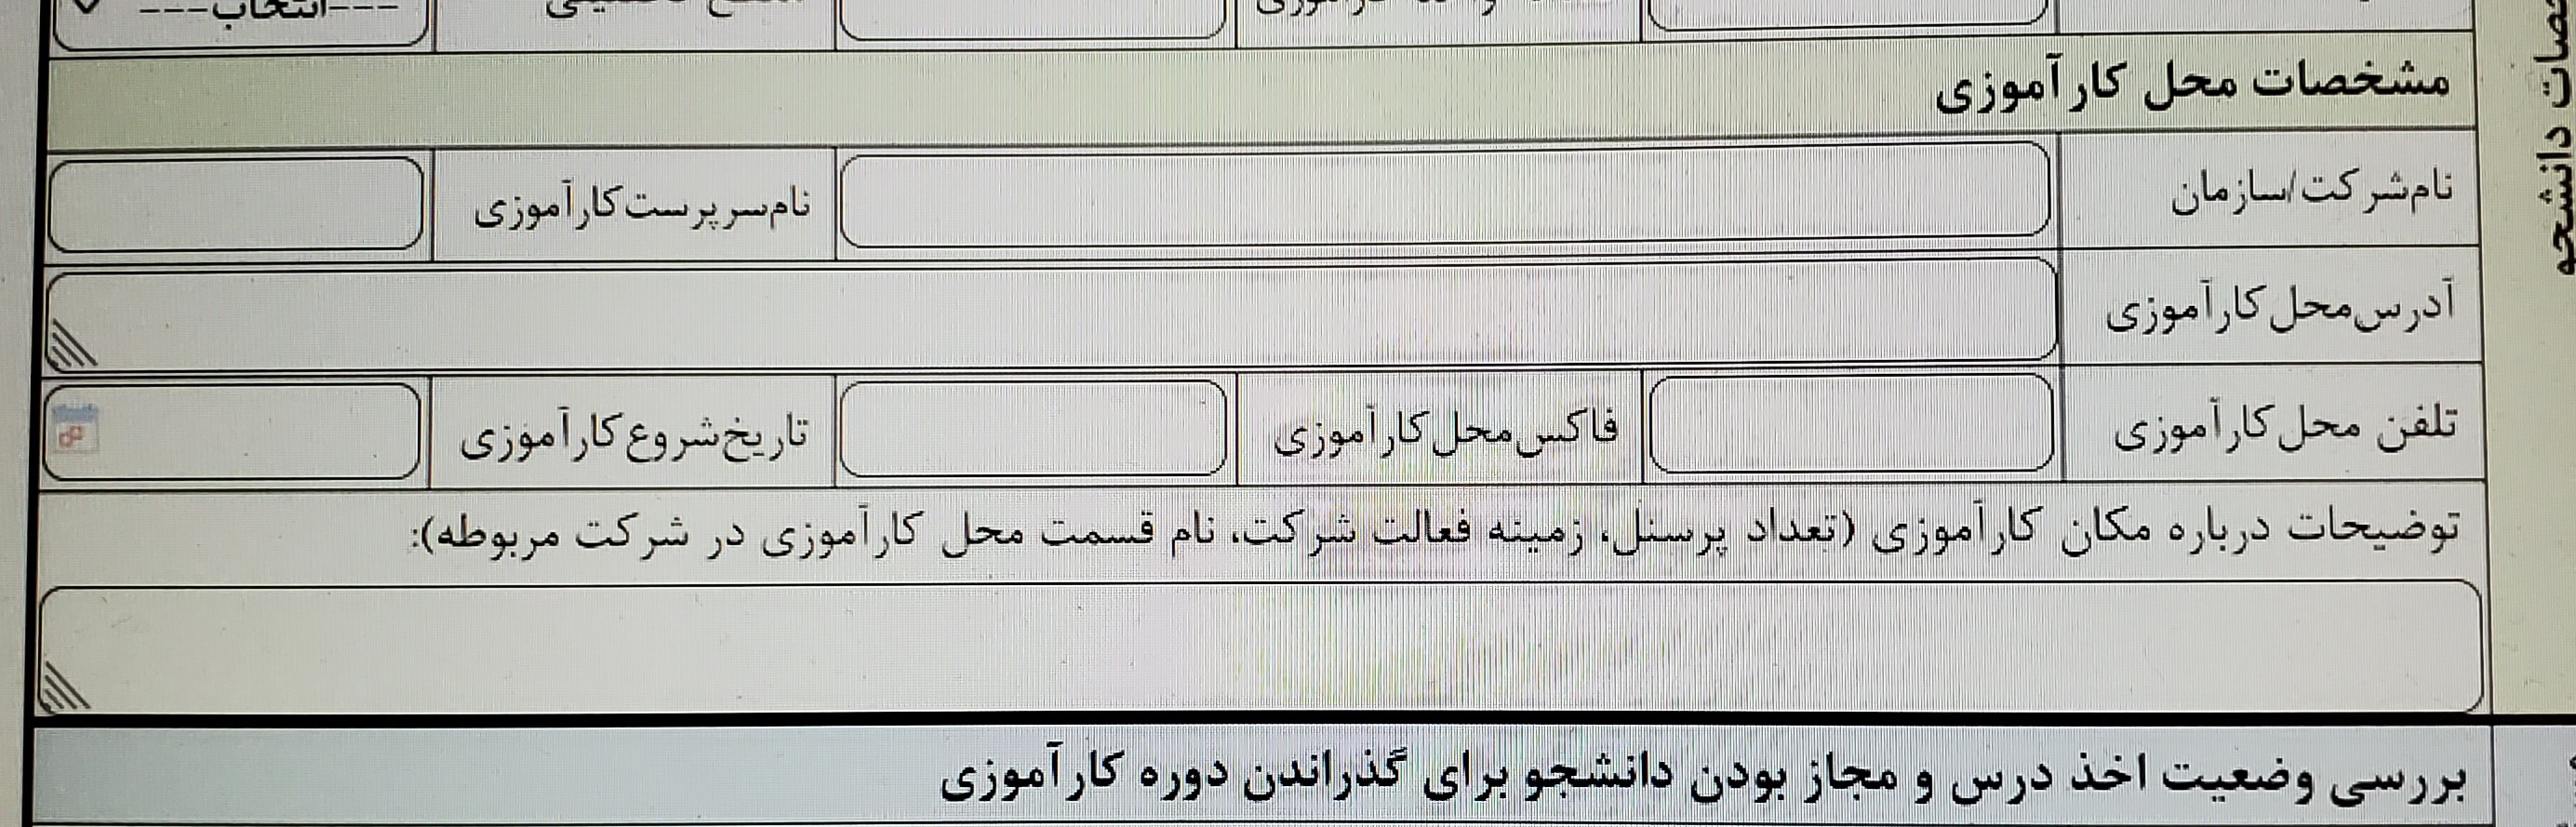 ---انتخاب---
مشخصات محل کارآموزی
نام شرکت/سازمان
نام سرپرست کارآموزی
آدرس محل کارآموزی
تلفن محل کارآموزی
فاکس محل کارآموزی
تاریخ شروع کارآموزی
توضیحات درباره مکان کارآموزی (تعداد پرسنل، زمینه فعالت شرکت، نام قسمت محل کارآموزی در شرکت مربوطه):
بررسی وضعیت اخذ درس و مجاز بودن دانشجو برای گذراندن دوره کارآموزی
دانشجو